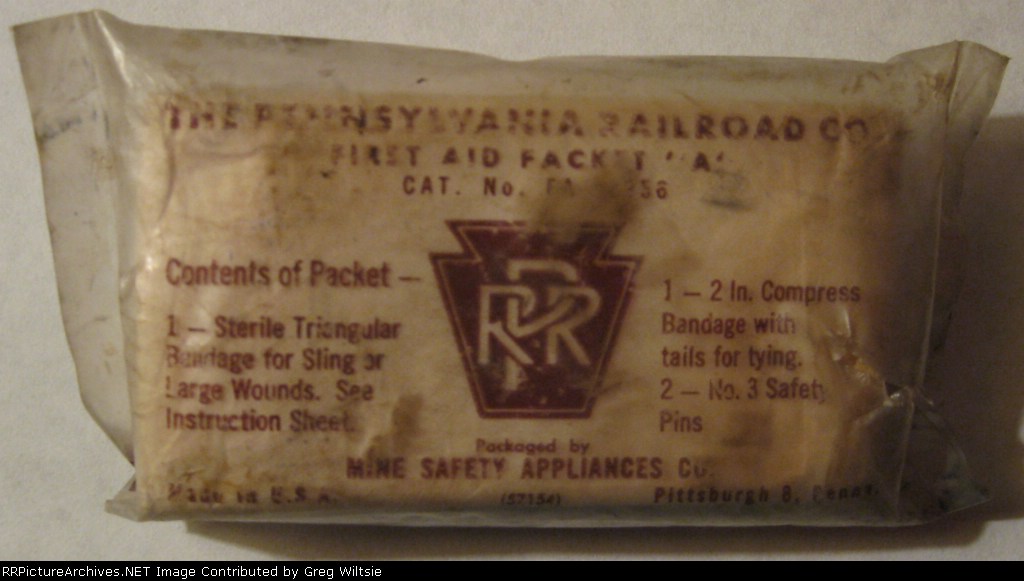 THE PENNSYLVANIA RAILROAD CO.
FIRST AID PACKET "A"
CAT. No.
Contents of Packet —
1 — Sterile Triangular
Bandage for Sling or
Large Wounds. See
Instruction Sheet.
PRR
1 — 2 In. Compress
Bandage with
tails for tying.
2 — No. 3 Safety
Pins
Packaged by
MINE SAFETY APPLIANCES CO.
Made in U.S.A.
(57154)
Pittsburgh 8, Penna.
RRPictureArchives.NET Image Contributed by Greg Wiltsie